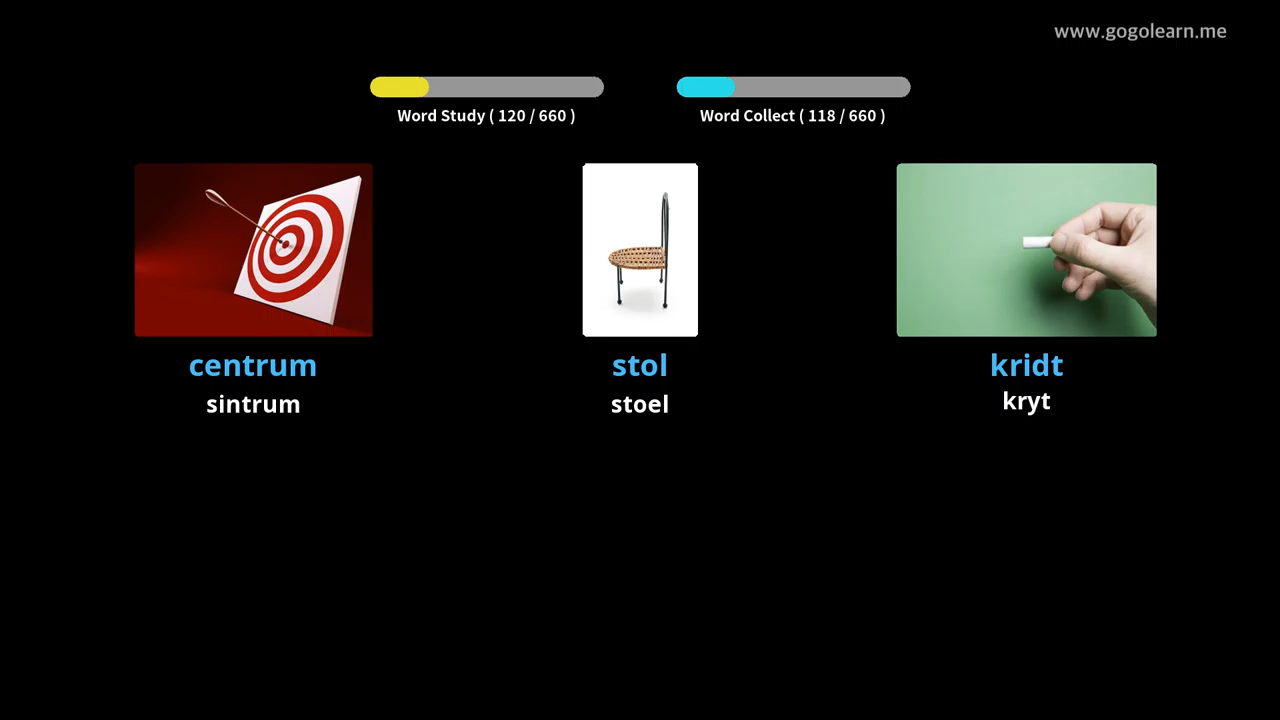 www.gogolearn.me
Word Study ( 120 / 660 )
Word Collect ( 118 / 660 )
centrum
stol
kridt
sintrum
stoel
kryt